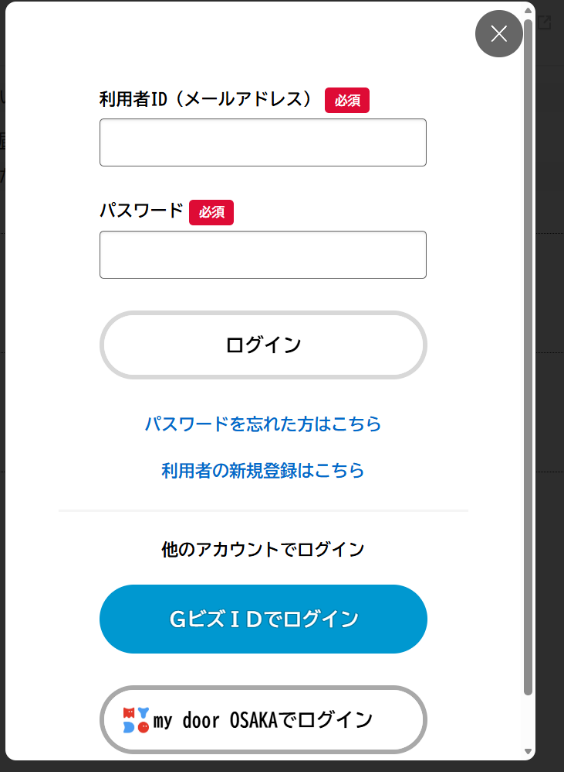 利用者ID（メールアドレス） 必須
パスワード 必須
ログイン
パスワードを忘れた方はこちら
利用者の新規登録はこちら
他のアカウントでログイン
ＧビズＩＤでログイン
my door OSAKAでログイン